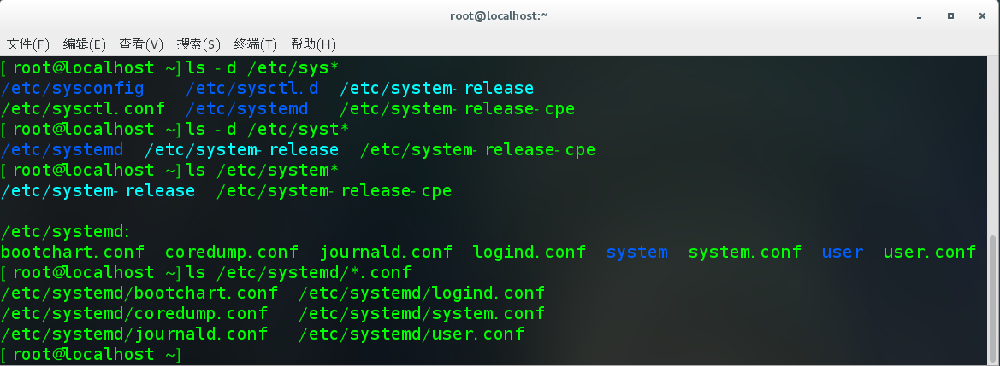 root@localhost:~
文件(F) 编辑(E) 查看(V) 搜索(S) 终端(T) 帮助(H)
[root@localhost ~]ls -d /etc/sys*
/etc/sysconfig    /etc/sysctl.d  /etc/system-release
/etc/sysctl.conf  /etc/systemd   /etc/system-release-cpe
[root@localhost ~]ls -d /etc/syst*
/etc/systemd  /etc/system-release  /etc/system-release-cpe
[root@localhost ~]ls /etc/system*
/etc/system-release  /etc/system-release-cpe
/etc/systemd:
bootchart.conf  coredump.conf  journald.conf  logind.conf  system  system.conf  user  user.conf
[root@localhost ~]ls /etc/systemd/*.conf
/etc/systemd/bootchart.conf  /etc/systemd/logind.conf
/etc/systemd/coredump.conf   /etc/systemd/system.conf
/etc/systemd/journald.conf   /etc/systemd/user.conf
[root@localhost ~]